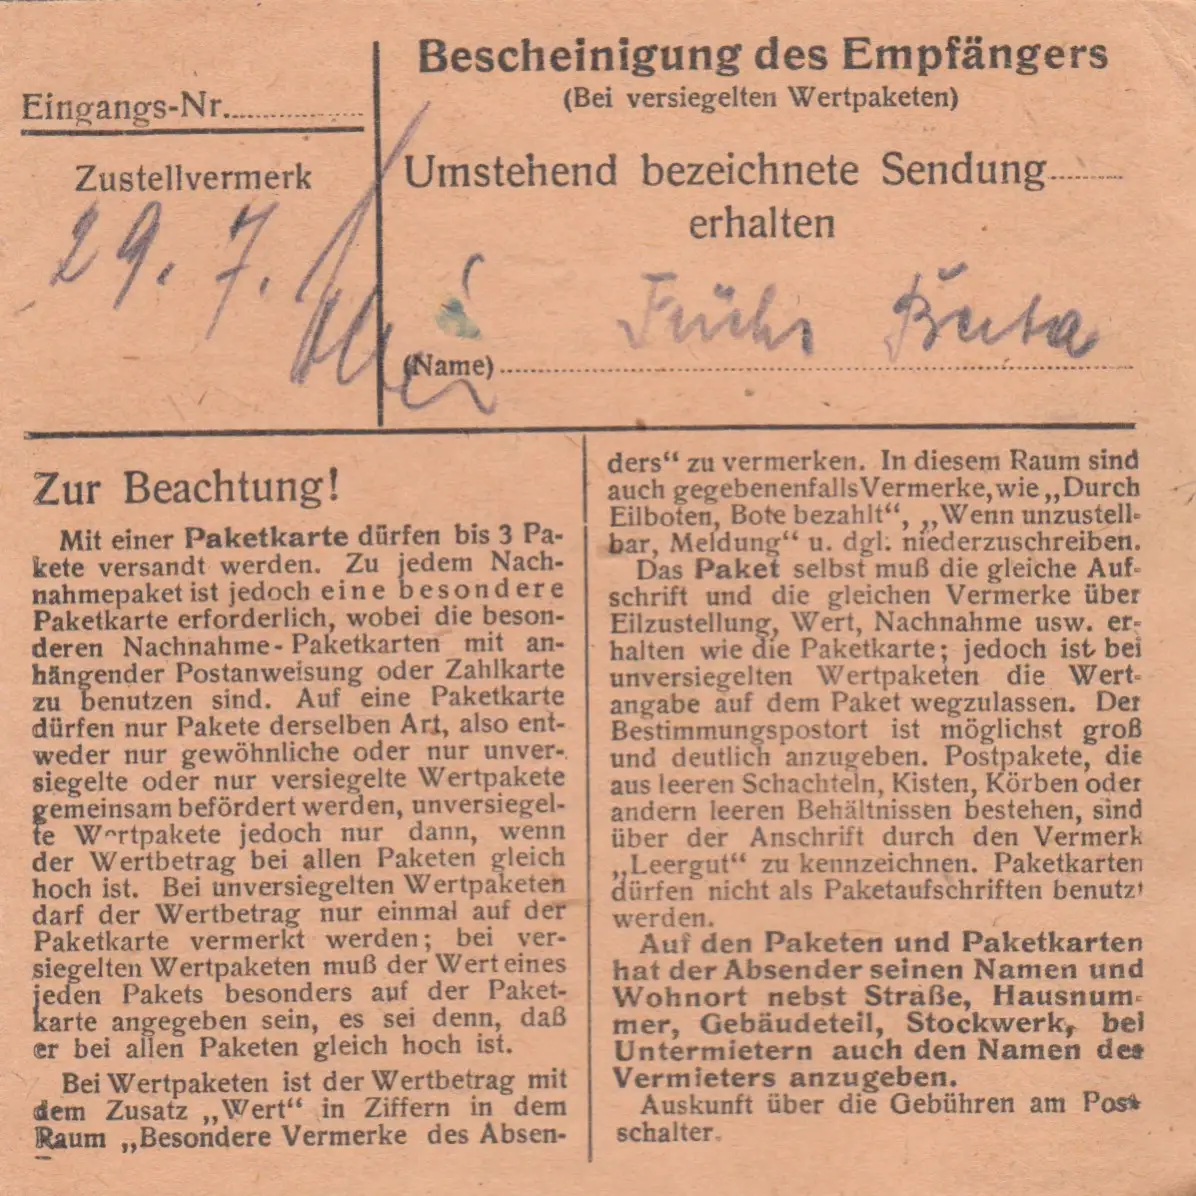 Bescheinigung des Empfängers
(Bei versiegelten Wertpaketen)
Eingangs-Nr.
Zustellvermerk
29. 7.
Umstehend bezeichnete Sendung
erhalten
(Name)
Zur Beachtung!
Mit einer Paketkarte dürfen bis 3 Pa-
kete versandt werden. Zu jedem Nach-
nahmepaket ist jedoch eine besondere
Paketkarte erforderlich, wobei die beson-
deren Nachnahme-Paketkarten mit an-
hängender Postanweisung oder Zahlkarte
zu benutzen sind. Auf eine Paketkarte
dürfen nur Pakete derselben Art, also ent-
weder nur gewöhnliche oder nur unver-
siegelte oder nur versiegelte Wertpakete
gemeinsam befördert werden, unversiegel-
te Wertpakete jedoch nur dann, wenn
der Wertbetrag bei allen Paketen gleich
hoch ist. Bei unversiegelten Wertpaketen
darf der Wertbetrag nur einmal auf der
Paketkarte vermerkt werden; bei ver-
siegelten Wertpaketen muß der Wert eines
jeden Pakets besonders auf der Paket-
karte angegeben sein, es sei denn, daß
er bei allen Paketen gleich hoch ist.
Bei Wertpaketen ist der Wertbetrag mit
dem Zusatz „Wert“ in Ziffern in dem
Raum „Besondere Vermerke des Absen-
ders“ zu vermerken. In diesem Raum sind
auch gegebenenfalls Vermerke, wie „Durch
Eilboten, Bote bezahlt“, „Wenn unzustell-
bar, Meldung“ u. dgl. niederzuschreiben.
Das Paket selbst muß die gleiche Auf-
schrift und die gleichen Vermerke über
Eilzustellung, Wert, Nachnahme usw. er-
halten wie die Paketkarte; jedoch ist bei
unversiegelten Wertpaketen die Wert-
angabe auf dem Paket wegzulassen. Der
Bestimmungspostort ist möglichst groß
und deutlich anzugeben. Postpakete, die
aus leeren Schachteln, Kisten, Körben oder
andern leeren Behältnissen bestehen, sind
über der Anschrift durch den Vermerk
„Leergut“ zu kennzeichnen. Paketkarten
dürfen nicht als Paketaufschriften benutzt
werden.
Auf den Paketen und Paketkarten
hat der Absender seinen Namen und
Wohnort nebst Straße, Hausnum-
mer, Gebäudeteil, Stockwerk, bei
Untermietern auch den Namen des
Vermieters anzugeben.
Auskunft über die Gebühren am Post
schalter.